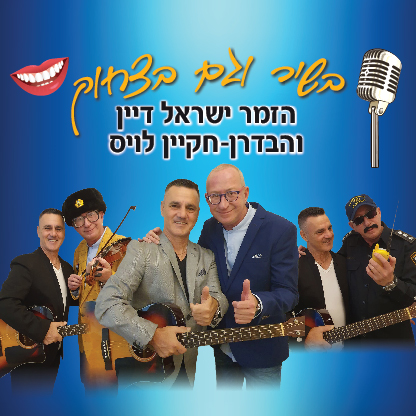 בשיר וגם בצחוק
הזמר ישראל דיין
והבדרן-חקיין לויס